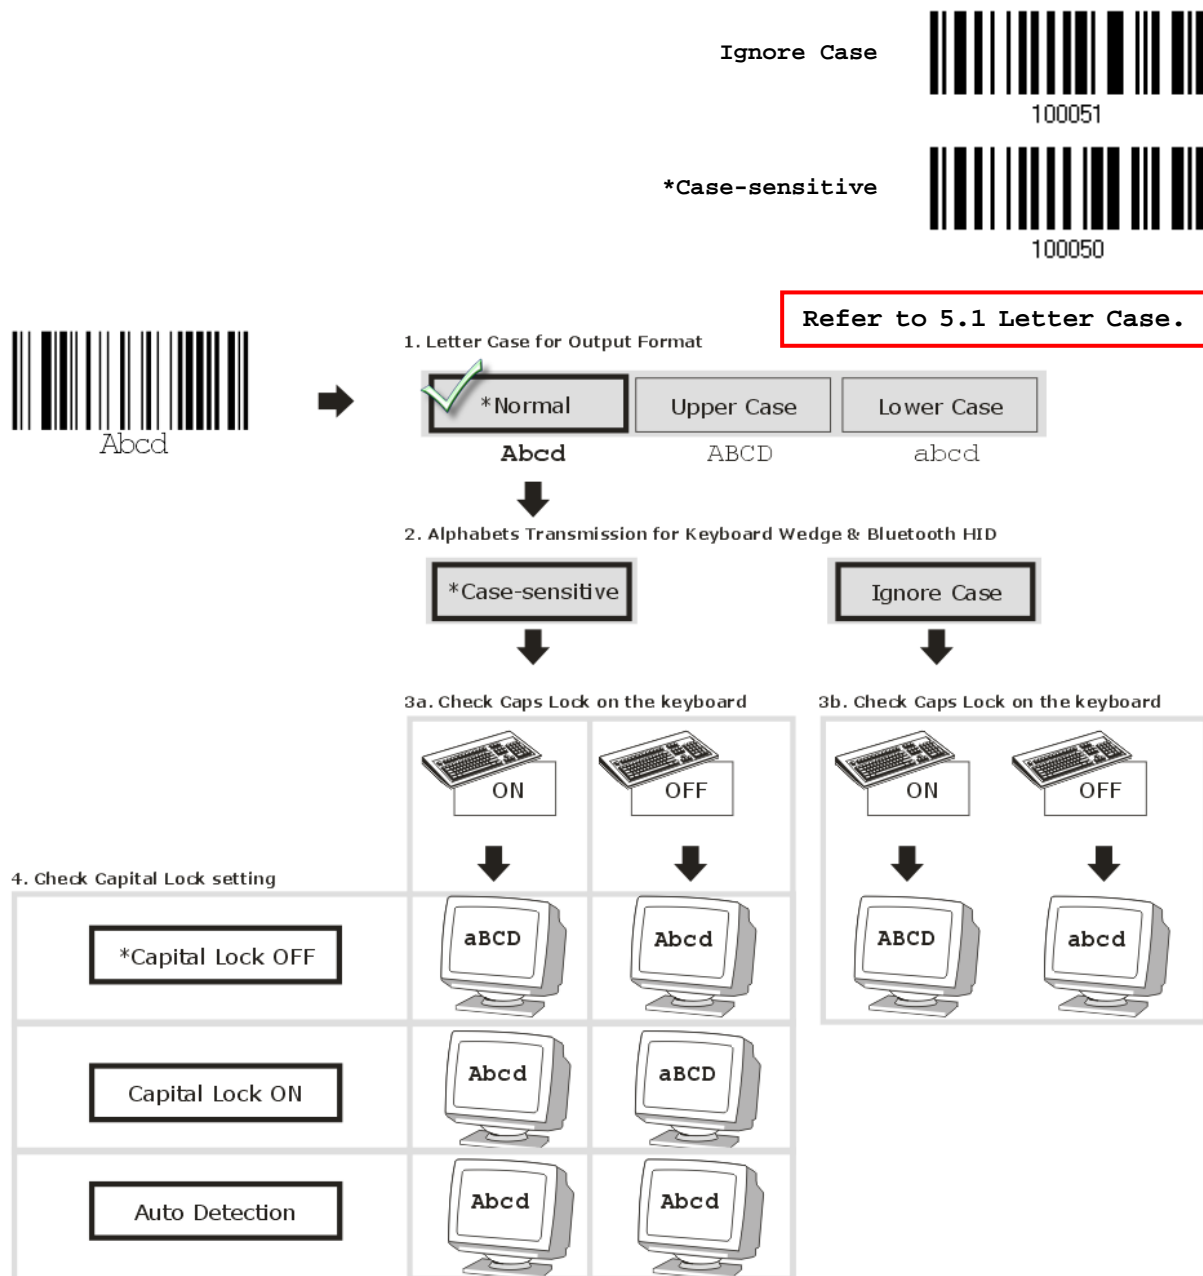 Ignore Case
100051
*Case-sensitive
100050
Refer to 5.1 Letter Case.
1. Letter Case for Output Format
Abcd
*Normal Upper Case Lower Case
Abcd ABCD abcd
2. Alphabets Transmission for Keyboard Wedge & Bluetooth HID
*Case-sensitive Ignore Case
3a. Check Caps Lock on the keyboard 3b. Check Caps Lock on the keyboard
ON OFF ON OFF
4. Check Capital Lock setting
*Capital Lock OFF aBCD Abcd ABCD abcd
Capital Lock ON Abcd aBCD
Auto Detection Abcd Abcd